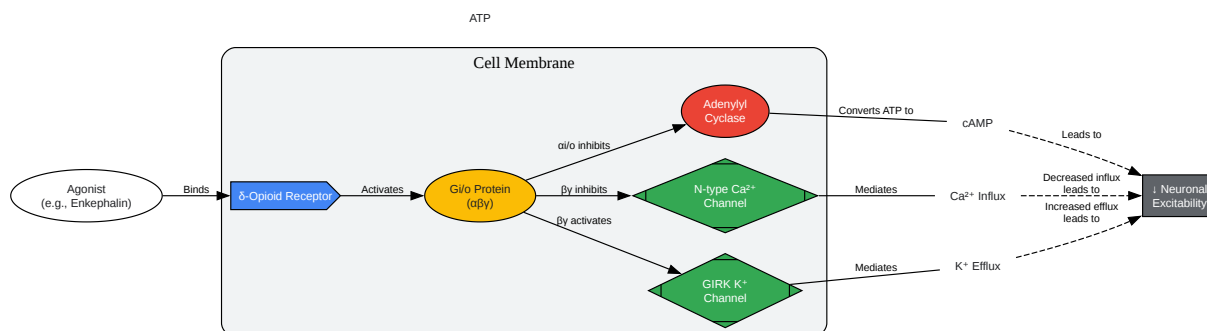 ATP
Cell Membrane
Adenylyl
Cyclase
Converts ATP to
cAMP
Leads to
αi/o inhibits
Agonist
(e.g., Enkephalin)
Binds
δ-Opioid Receptor
Activates
Gi/o Protein
(αβγ)
βγ inhibits
N-type Ca²⁺
Channel
Mediates
Ca²⁺ Influx
Decreased influx
leads to
↓ Neuronal
Excitability
βγ activates
GIRK K⁺
Channel
Mediates
K⁺ Efflux
Increased efflux
leads to